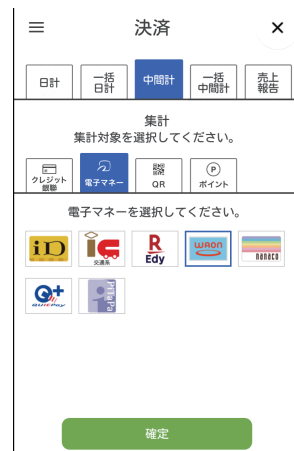 決済
日計
一括
日計
中間計
一括
中間計
売上
報告
集計
集計対象を選択してください。
クレジット
銀聯
電子マネー
QR
P
ポイント
電子マネーを選択してください。
iD
交通系
R
Edy
WAON
nanaco
QUICPay
PiTaPa
確定